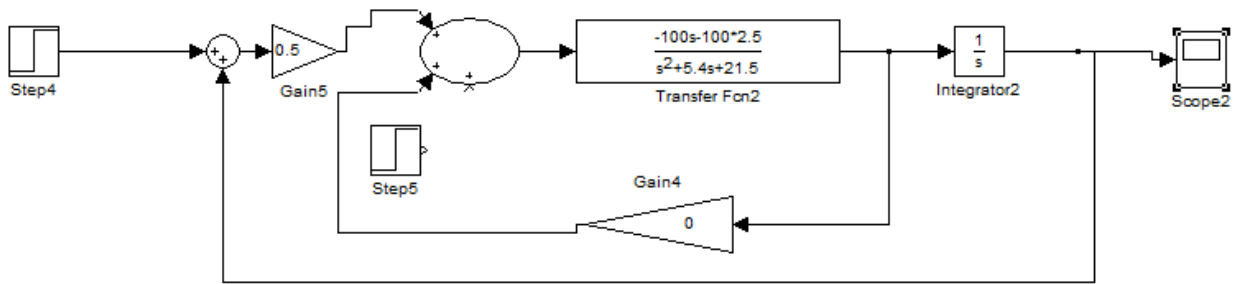 Step4
+
+
0.5
Gain5
+
+
+
-100s-100*2.5
s2+5.4s+21.5
Transfer Fcn2
1
s
Integrator2
Scope2
Step5
Gain4
0